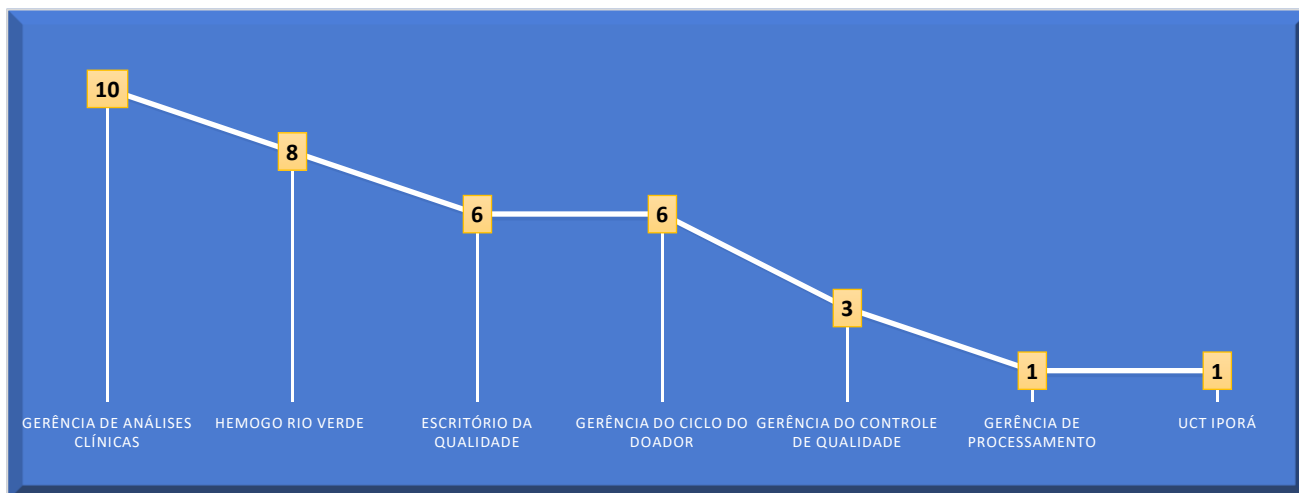 10
8
6
6
3
1
1
GERÊNCIA DE ANÁLISES
CLÍNICAS
HEMOGO RIO VERDE
ESCRITÓRIO DA
QUALIDADE
GERÊNCIA DO CICLO DO
DOADOR
GERÊNCIA DO CONTROLE
DE QUALIDADE
GERÊNCIA DE
PROCESSAMENTO
UCT IPORÁ